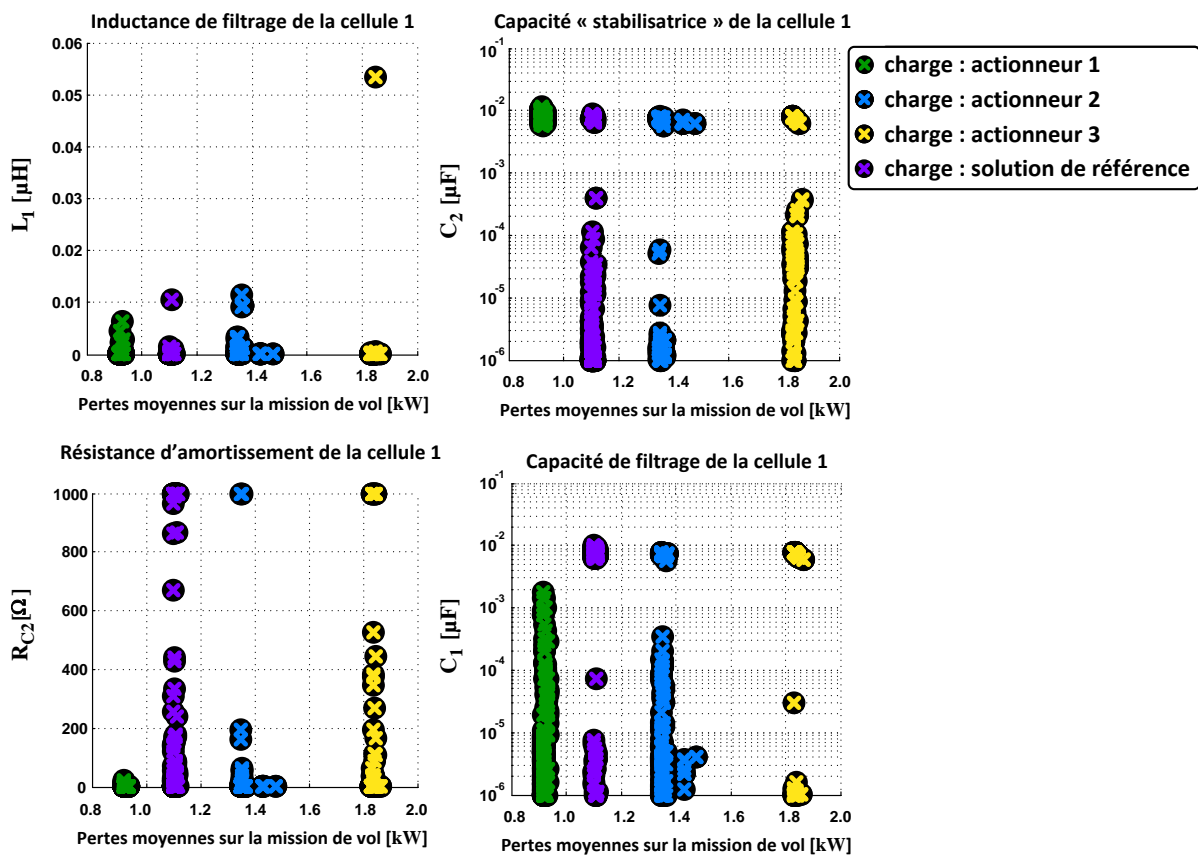 Inductance de filtrage de la cellule 1
L1 [µH]
0.06
0.05
0.04
0.03
0.02
0.01
0
0.8 1.0 1.2 1.4 1.6 1.8 2.0
Pertes moyennes sur la mission de vol [kW]
Capacité « stabilisatrice » de la cellule 1
C2 [µF]
10-1
10-2
10-3
10-4
10-5
10-6
0.8 1.0 1.2 1.4 1.6 1.8 2.0
Pertes moyennes sur la mission de vol [kW]
charge : actionneur 1
charge : actionneur 2
charge : actionneur 3
charge : solution de référence
Résistance d’amortissement de la cellule 1
RC2[Ω]
1000
800
600
400
200
0
0.8 1.0 1.2 1.4 1.6 1.8 2.0
Pertes moyennes sur la mission de vol [kW]
Capacité de filtrage de la cellule 1
C1 [µF]
10-1
10-2
10-3
10-4
10-5
10-6
0.8 1.0 1.2 1.4 1.6 1.8 2.0
Pertes moyennes sur la mission de vol [kW]